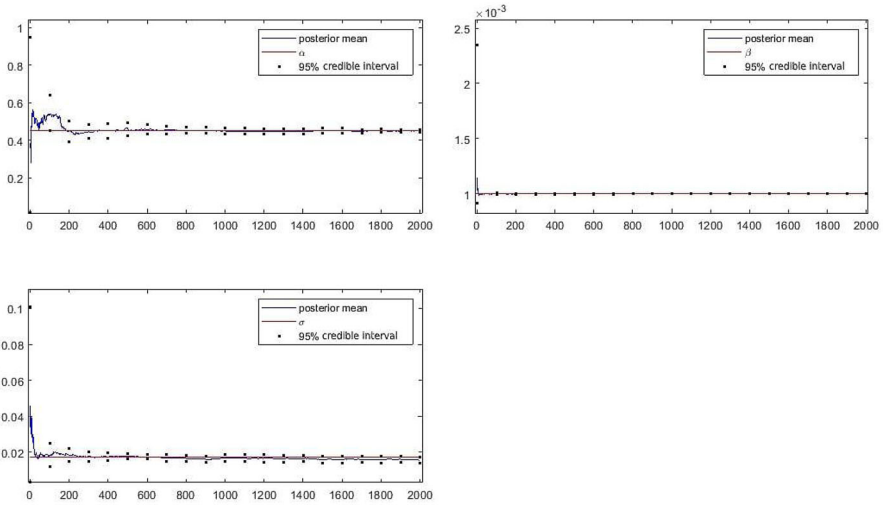 1
0.8
0.6
0.4
0.2
0 200 400 600 800 1000 1200 1400 1600 1800 2000
posterior mean
α
95% credible interval
×10⁻³
2.5
2
1.5
1
0 200 400 600 800 1000 1200 1400 1600 1800 2000
posterior mean
β
95% credible interval
0.1
0.08
0.06
0.04
0.02
0 200 400 600 800 1000 1200 1400 1600 1800 2000
posterior mean
σ
95% credible interval